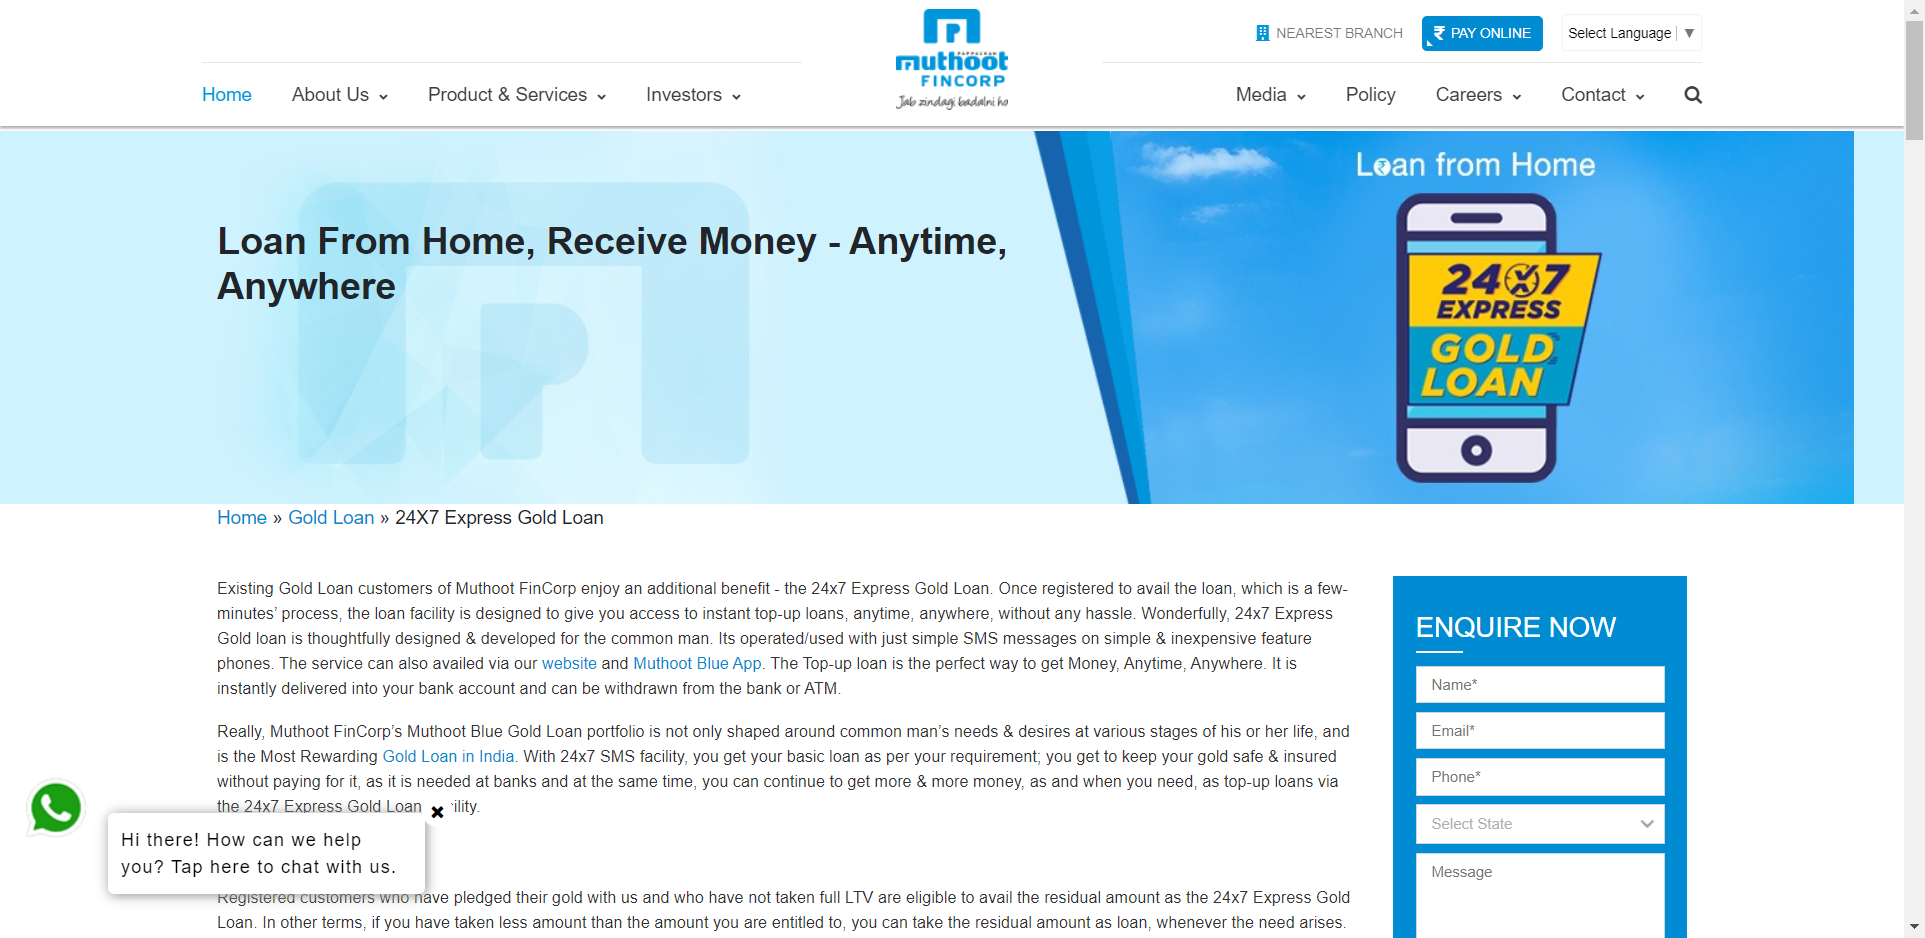 NEAREST BRANCH
PAY ONLINE
Select Language ▼
muthoot
FINCORP
Jab zindagi badalni ho
Home
About Us
Product & Services
Investors
Media
Policy
Careers
Contact
Loan From Home, Receive Money - Anytime,
Anywhere
Loan from Home
24X7
EXPRESS
GOLD
LOAN
Home » Gold Loan » 24X7 Express Gold Loan
Existing Gold Loan customers of Muthoot FinCorp enjoy an additional benefit - the 24x7 Express Gold Loan. Once registered to avail the loan, which is a few-
minutes’ process, the loan facility is designed to give you access to instant top-up loans, anytime, anywhere, without any hassle. Wonderfully, 24x7 Express
Gold loan is thoughtfully designed & developed for the common man. Its operated/used with just simple SMS messages on simple & inexpensive feature
phones. The service can also availed via our website and Muthoot Blue App. The Top-up loan is the perfect way to get Money, Anytime, Anywhere. It is
instantly delivered into your bank account and can be withdrawn from the bank or ATM.
Really, Muthoot FinCorp’s Muthoot Blue Gold Loan portfolio is not only shaped around common man’s needs & desires at various stages of his or her life, and
is the Most Rewarding Gold Loan in India. With 24x7 SMS facility, you get your basic loan as per your requirement; you get to keep your gold safe & insured
without paying for it, as it is needed at banks and at the same time, you can continue to get more & more money, as and when you need, as top-up loans via
the 24x7 Express Gold Loan ility.
Hi there! How can we help
you? Tap here to chat with us.
Registered customers who have pledged their gold with us and who have not taken full LTV are eligible to avail the residual amount as the 24x7 Express Gold
Loan. In other terms, if you have taken less amount than the amount you are entitled to, you can take the residual amount as loan, whenever the need arises.
ENQUIRE NOW
Name*
Email*
Phone*
Select State
Message